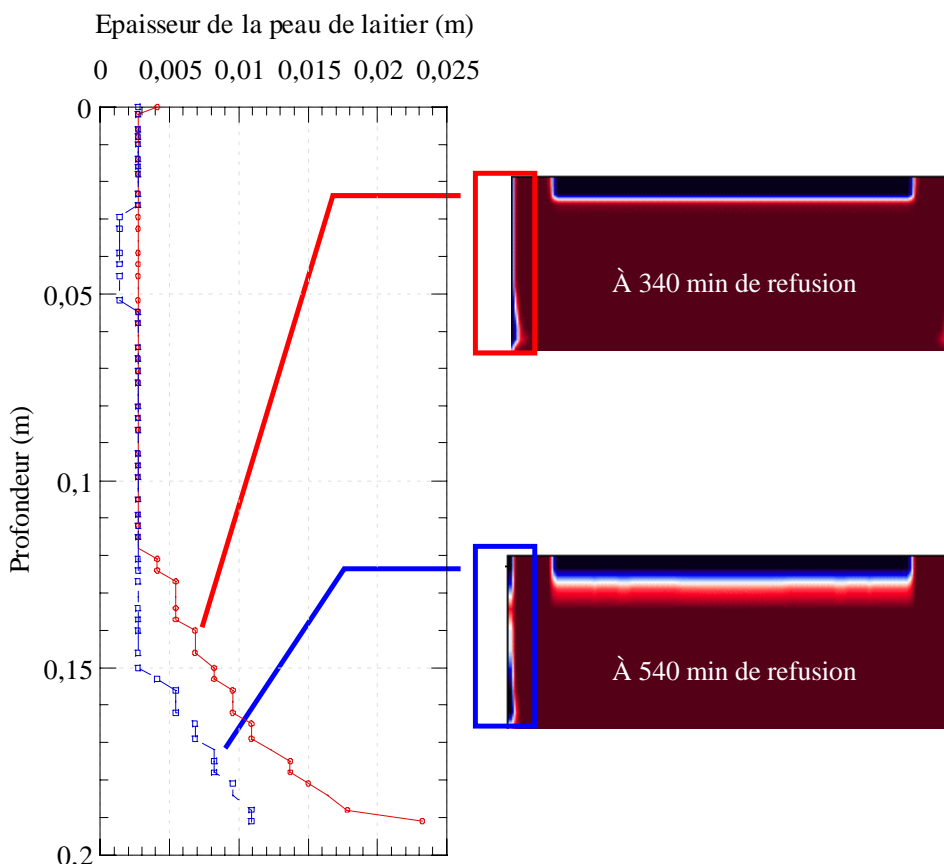 Epaisseur de la peau de laitier (m)
0 0,005 0,01 0,015 0,02 0,025
0
0,05
0,1
0,15
0,2
Profondeur (m)
À 340 min de refusion
À 540 min de refusion